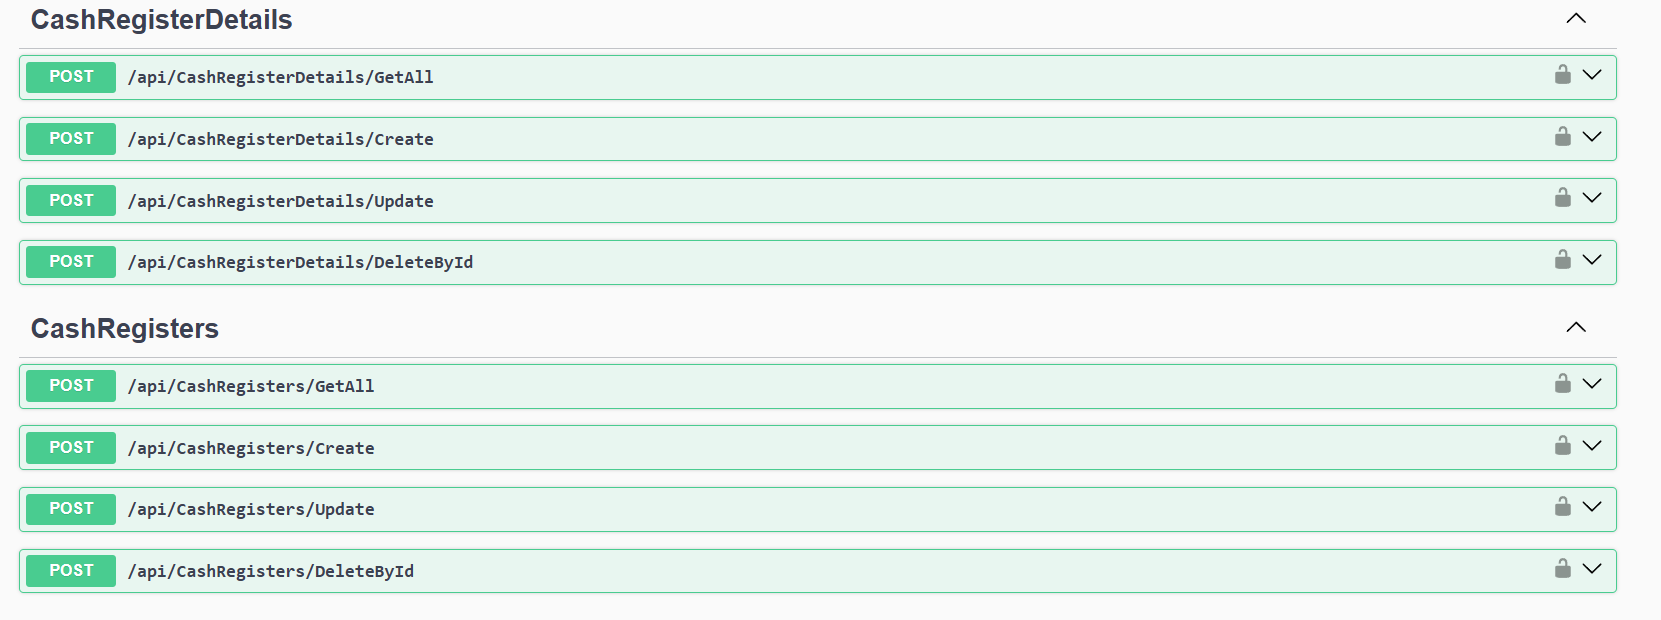 CashRegisterDetails
POST /api/CashRegisterDetails/GetAll
POST /api/CashRegisterDetails/Create
POST /api/CashRegisterDetails/Update
POST /api/CashRegisterDetails/DeleteById
CashRegisters
POST /api/CashRegisters/GetAll
POST /api/CashRegisters/Create
POST /api/CashRegisters/Update
POST /api/CashRegisters/DeleteById